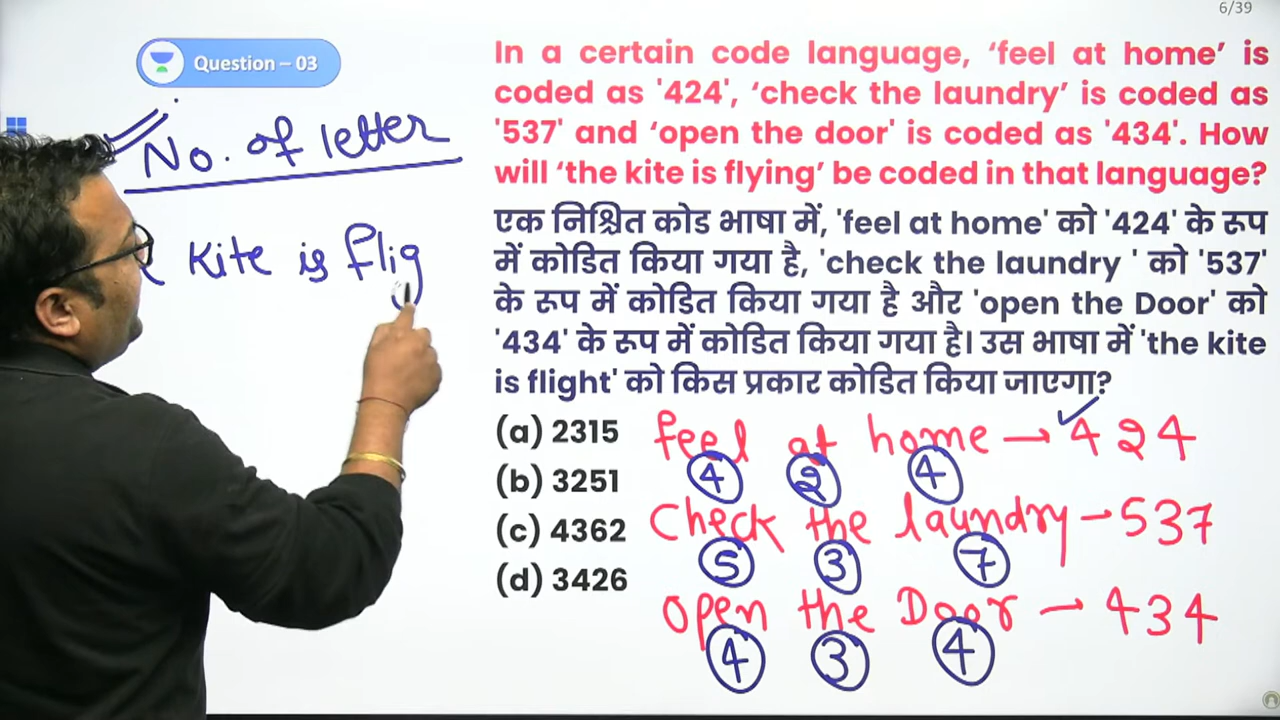 6/39
Question – 03
No. of letter
Kite is flig
In a certain code language, ‘feel at home’ is
coded as '424', ‘check the laundry’ is coded as
'537' and ‘open the door' is coded as '434'. How
will ‘the kite is flying’ be coded in that language?
एक निश्चित कोड भाषा में, 'feel at home' को '424' के रूप
में कोडित किया गया है, 'check the laundry ' को '537'
के रूप में कोडित किया गया है और 'open the Door' को
'434' के रूप में कोडित किया गया है। उस भाषा में 'the kite
is flight' को किस प्रकार कोडित किया जाएगा?
(a) 2315
(b) 3251
(c) 4362
(d) 3426
feel at home → 424
4 2 4
Check the laundry – 537
5 3 7
Open the Door → 434
4 3 4